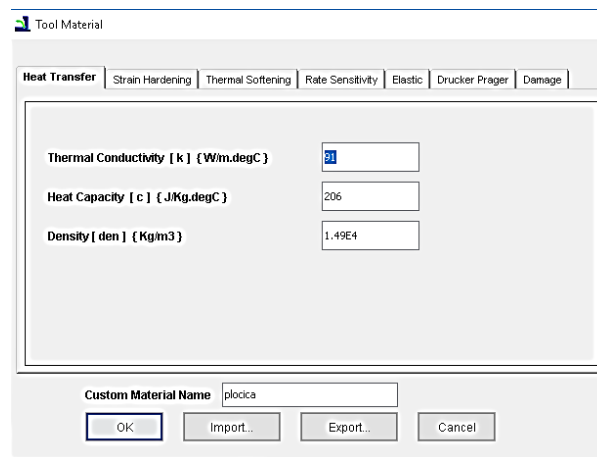 Tool Material
Heat Transfer Strain Hardening Thermal Softening Rate Sensitivity Elastic Drucker Prager Damage
Thermal Conductivity [ k ] { W/m.degC } 91
Heat Capacity [ c ] { J/Kg.degC } 206
Density [ den ] { Kg/m3 } 1.49E4
Custom Material Name plocica
OK Import... Export... Cancel